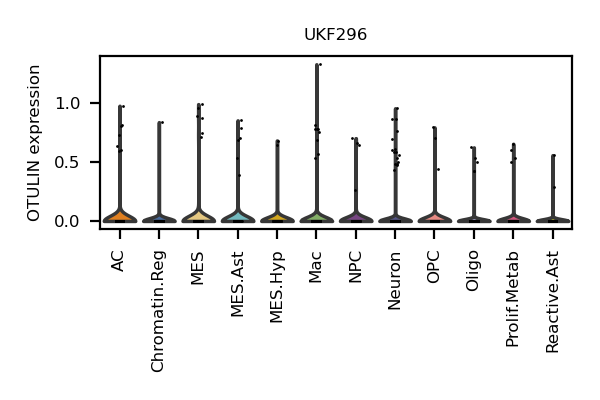 UKF296
OTULIN expression
1.0
0.5
0.0
AC
Chromatin.Reg
MES
MES.Ast
MES.Hyp
Mac
NPC
Neuron
OPC
Oligo
Prolif.Metab
Reactive.Ast